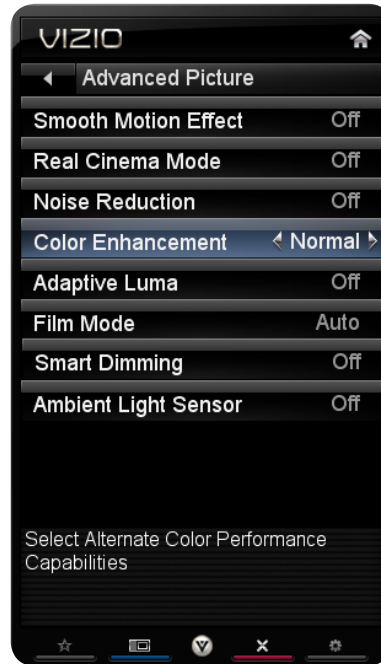 VIZIO
Advanced Picture
Smooth Motion Effect Off
Real Cinema Mode Off
Noise Reduction Off
Color Enhancement Normal
Adaptive Luma Off
Film Mode Auto
Smart Dimming Off
Ambient Light Sensor Off
Select Alternate Color Performance
Capabilities
V